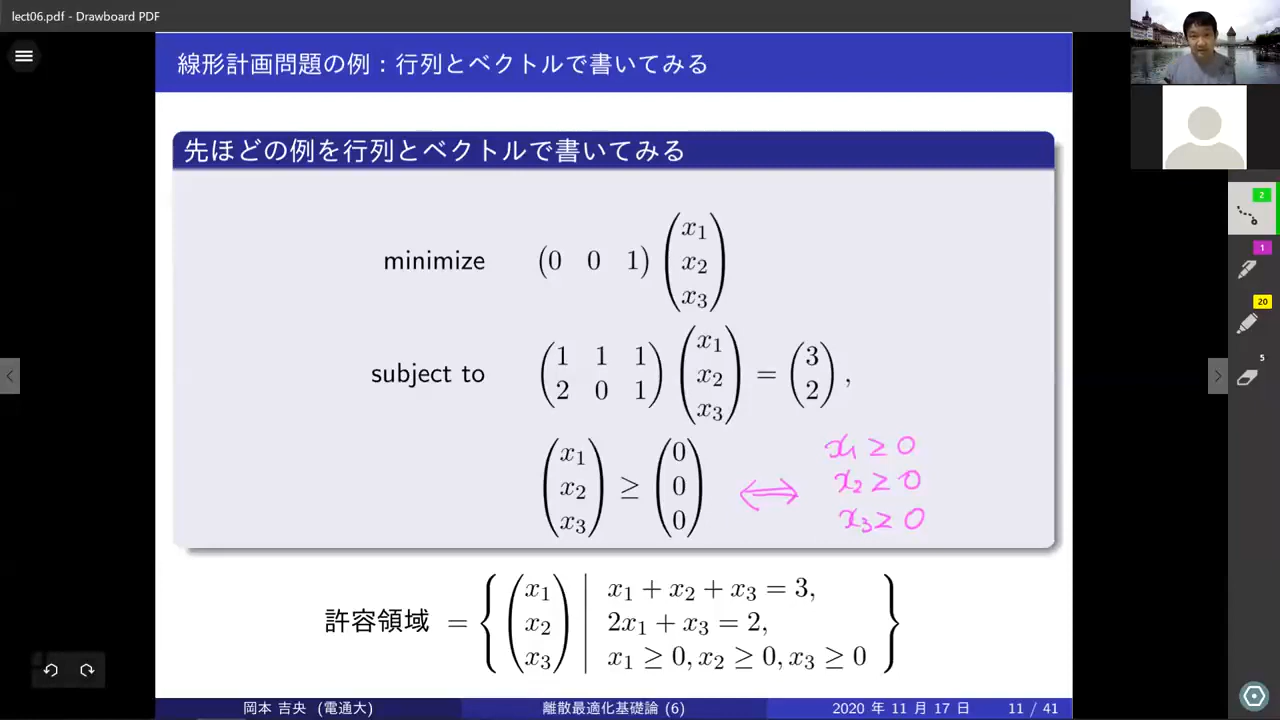 lect06.pdf - Drawboard PDF
線形計画問題の例：行列とベクトルで書いてみる
先ほどの例を行列とベクトルで書いてみる
minimize (0 0 1) (x1 x2 x3)
subject to (1 1 1 2 0 1) (x1 x2 x3) = (3 2) ,
(x1 x2 x3) ≥ (0 0 0) ⟺
x1 ≥ 0
x2 ≥ 0
x3 ≥ 0
許容領域 = { (x1 x2 x3) | x1 + x2 + x3 = 3,
2x1 + x3 = 2,
x1 ≥ 0, x2 ≥ 0, x3 ≥ 0 }
岡本 吉央 (電通大) 離散最適化基礎論 (6) 2020 年 11 月 17 日 11 / 41
2
1
20
5